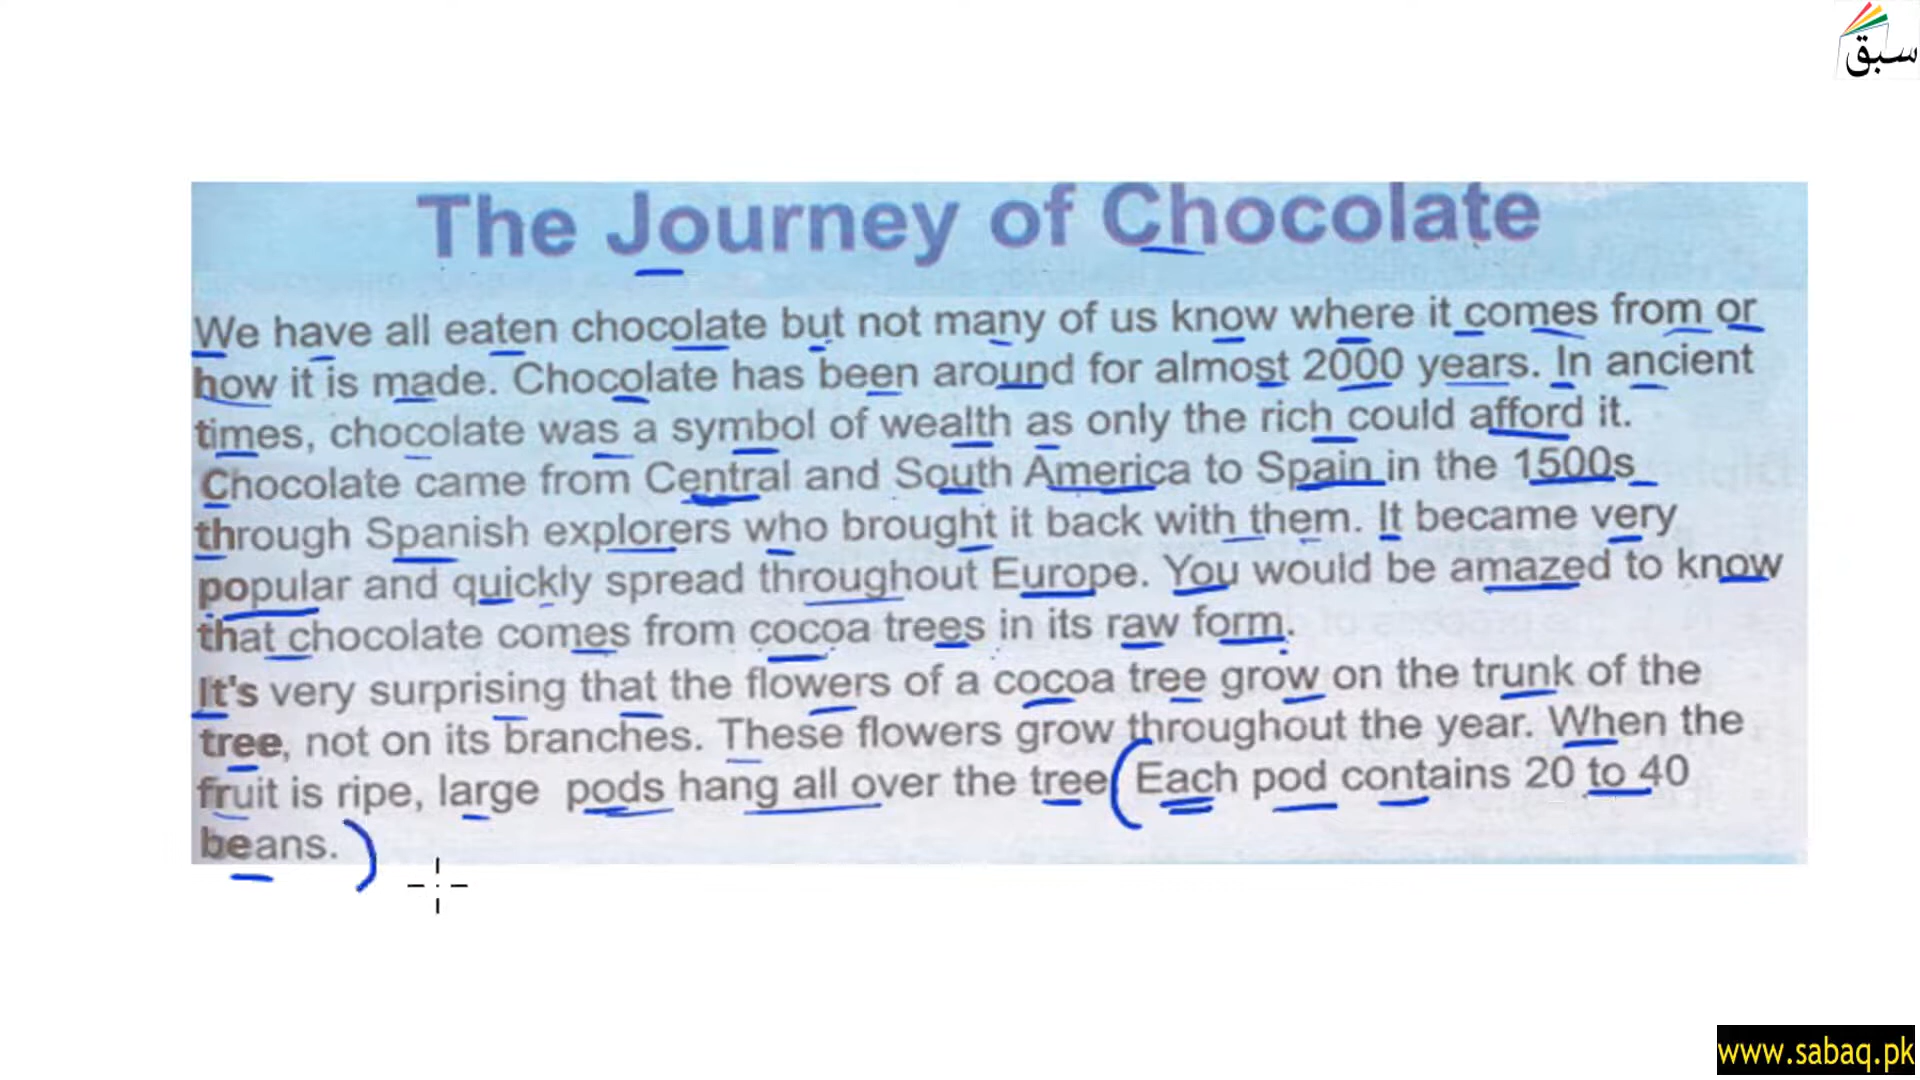 سبق
The Journey of Chocolate
We have all eaten chocolate but not many of us know where it comes from or
how it is made. Chocolate has been around for almost 2000 years. In ancient
times, chocolate was a symbol of wealth as only the rich could afford it.
Chocolate came from Central and South America to Spain in the 1500s
through Spanish explorers who brought it back with them. It became very
popular and quickly spread throughout Europe. You would be amazed to know
that chocolate comes from cocoa trees in its raw form.
It's very surprising that the flowers of a cocoa tree grow on the trunk of the
tree, not on its branches. These flowers grow throughout the year. When the
fruit is ripe, large pods hang all over the tree (Each pod contains 20 to 40
beans.)
www.sabaq.pk